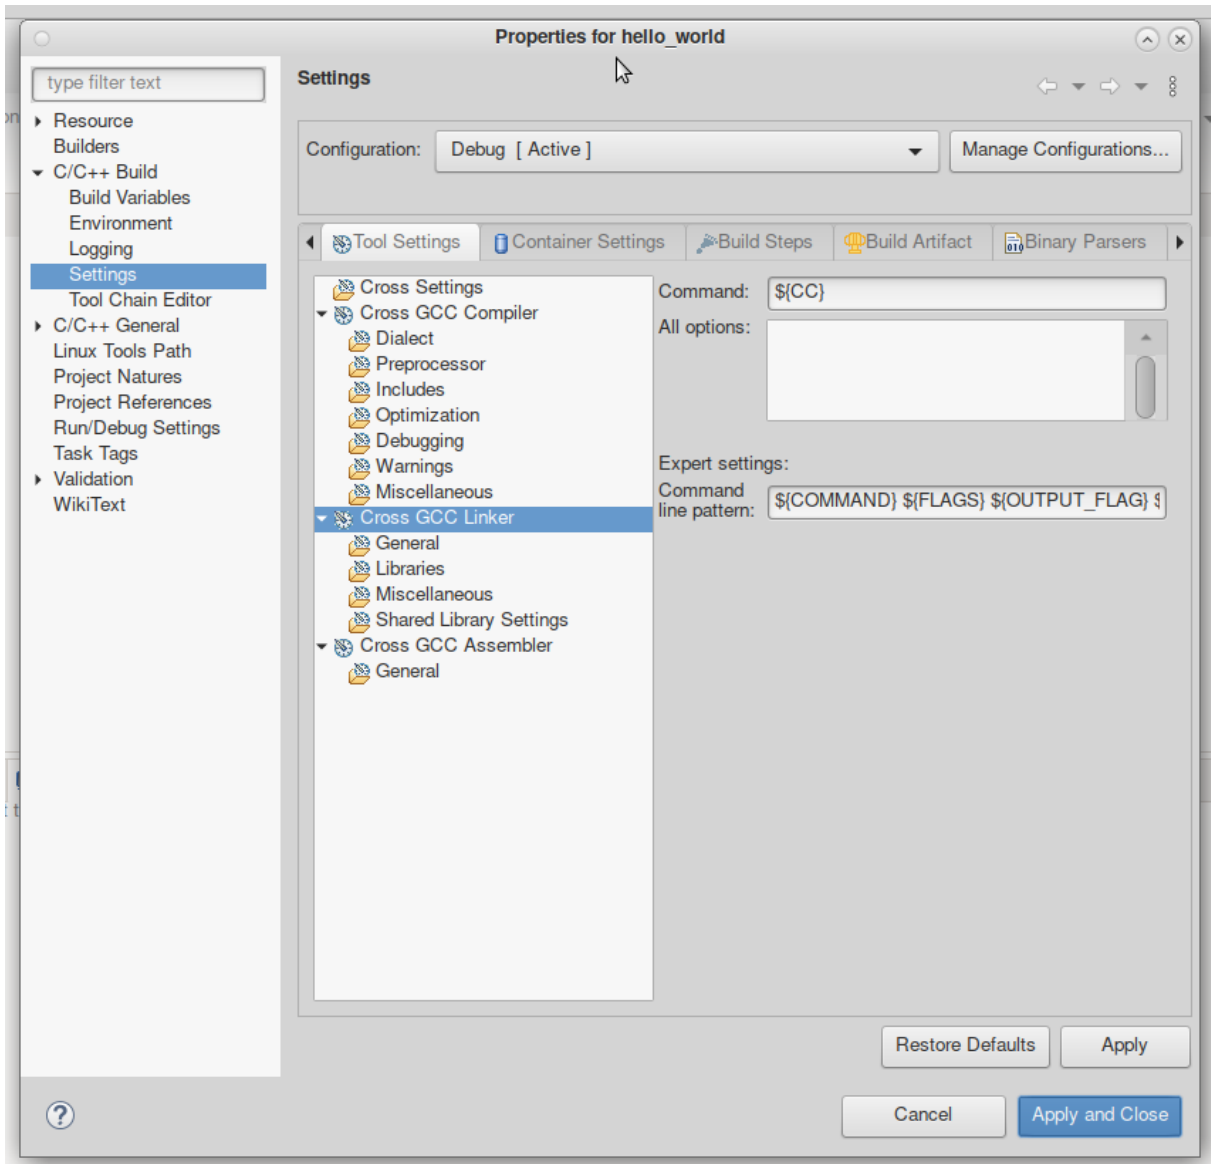 Properties for hello_world
type filter text
Resource
Builders
C/C++ Build
Build Variables
Environment
Logging
Settings
Tool Chain Editor
C/C++ General
Linux Tools Path
Project Natures
Project References
Run/Debug Settings
Task Tags
Validation
WikiText
Settings
Configuration: Debug [ Active ] Manage Configurations...
Tool Settings Container Settings Build Steps Build Artifact Binary Parsers
Cross Settings
Cross GCC Compiler
Dialect
Preprocessor
Includes
Optimization
Debugging
Warnings
Miscellaneous
Cross GCC Linker
General
Libraries
Miscellaneous
Shared Library Settings
Cross GCC Assembler
General
Command: ${CC}
All options:
Expert settings:
Command
line pattern: ${COMMAND} ${FLAGS} ${OUTPUT_FLAG} $
Restore Defaults Apply
Cancel Apply and Close